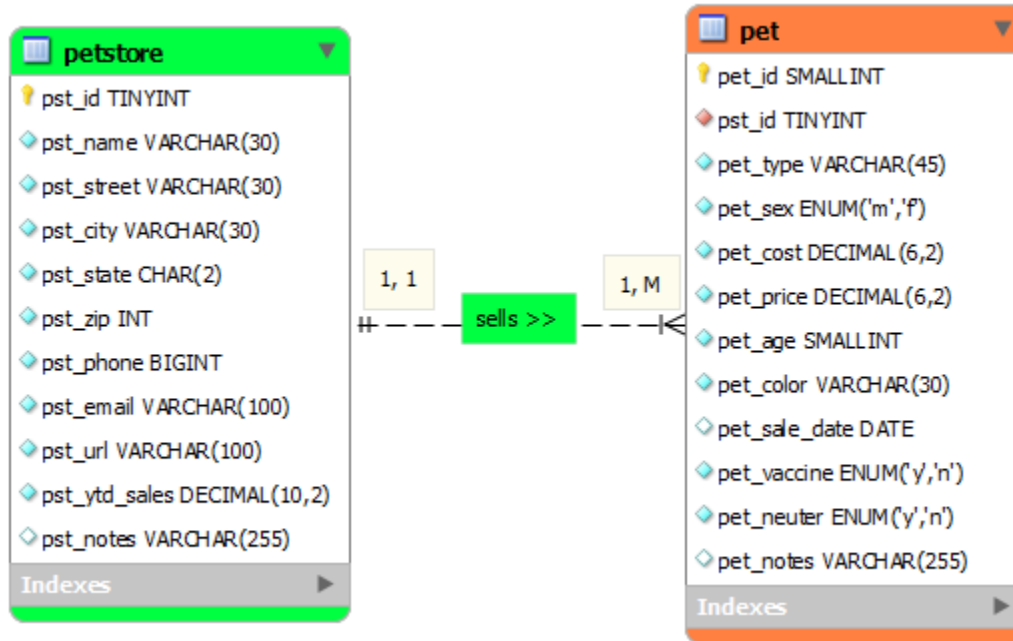 petstore
pst_id TINYINT
pst_name VARCHAR(30)
pst_street VARCHAR(30)
pst_city VARCHAR(30)
pst_state CHAR(2)
pst_zip INT
pst_phone BIGINT
pst_email VARCHAR(100)
pst_url VARCHAR(100)
pst_ytd_sales DECIMAL(10,2)
pst_notes VARCHAR(255)
Indexes
1, 1
sells >>
1, M
pet
pet_id SMALLINT
pst_id TINYINT
pet_type VARCHAR(45)
pet_sex ENUM('m','f')
pet_cost DECIMAL(6,2)
pet_price DECIMAL(6,2)
pet_age SMALLINT
pet_color VARCHAR(30)
pet_sale_date DATE
pet_vaccine ENUM('y','n')
pet_neuter ENUM('y','n')
pet_notes VARCHAR(255)
Indexes